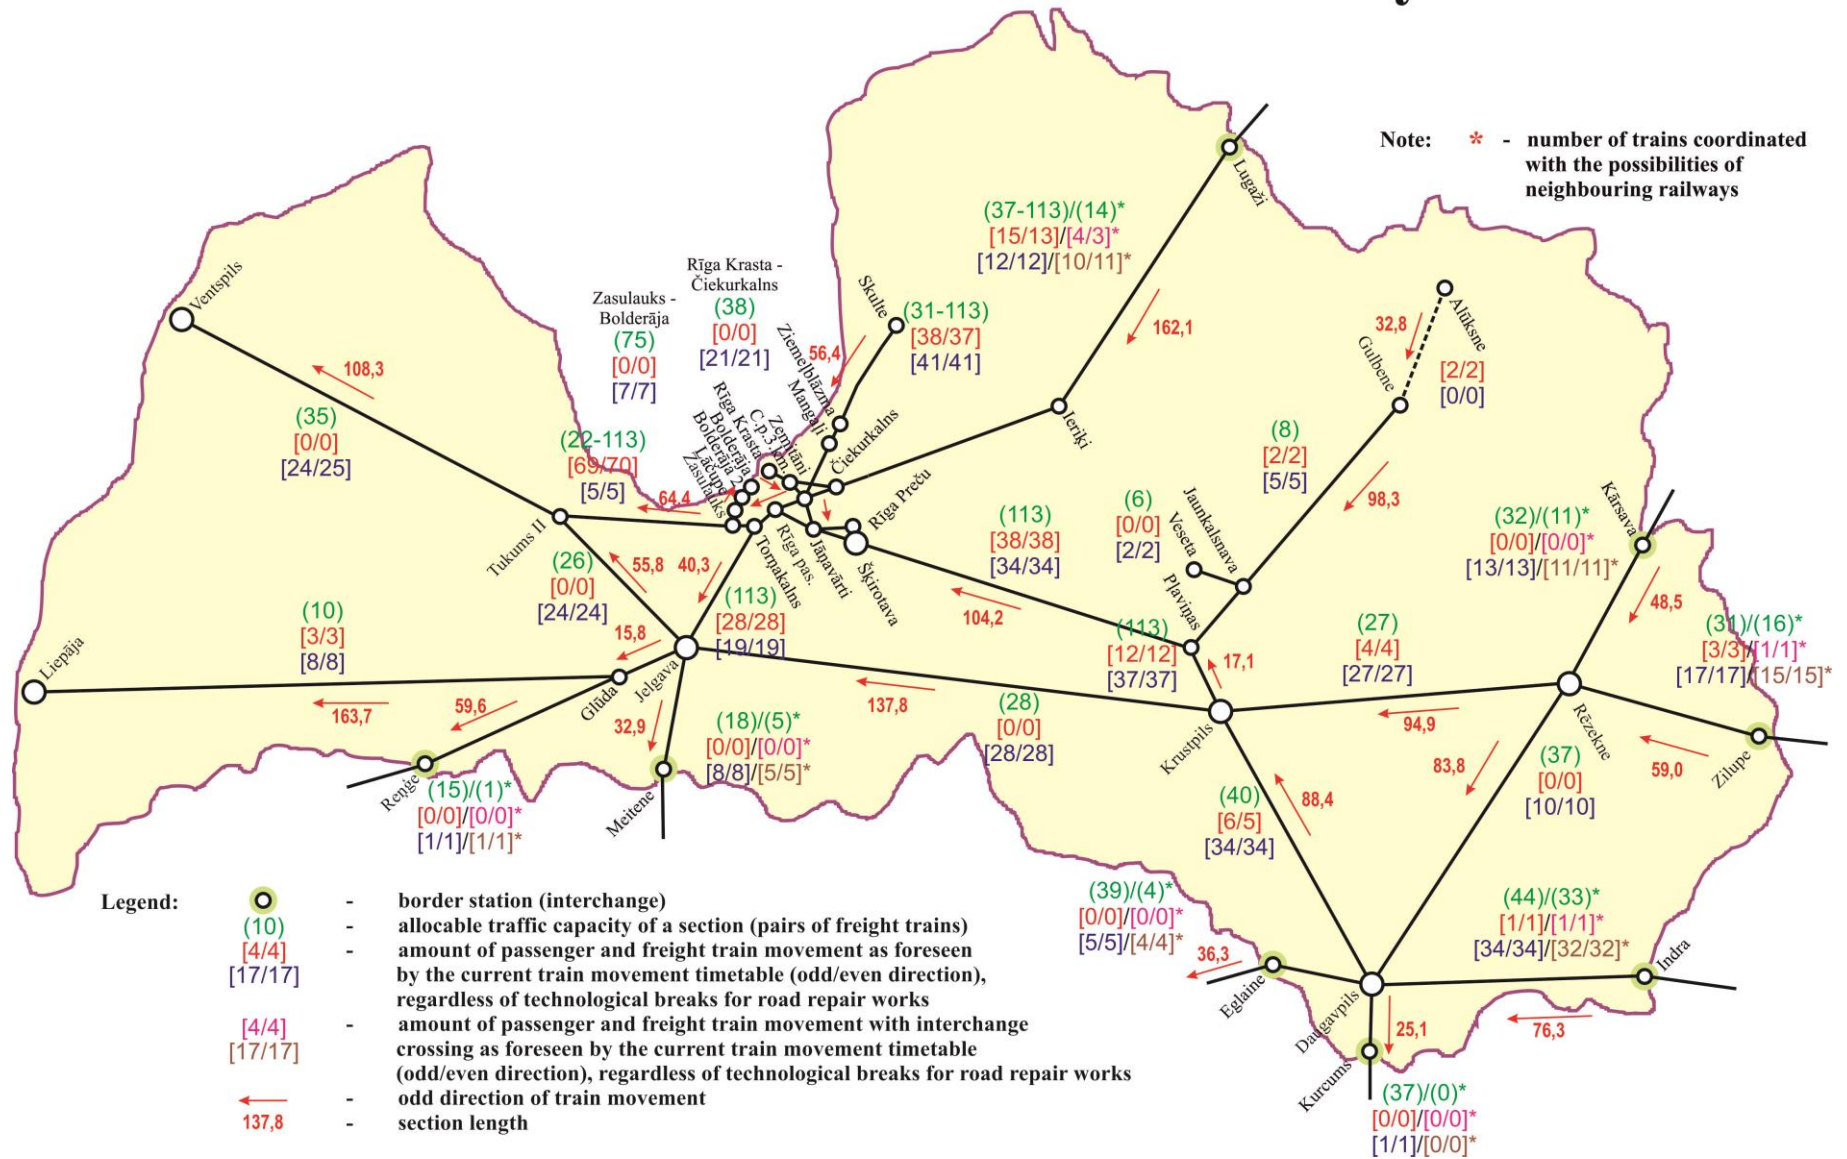 Note: * - number of trains coordinated
with the possibilities of
neighbouring railways
Lugaži
(37-113)/(14)*
[15/13]/[4/3]*
[12/12]/[10/11]*
162,1
Ventspils
108,3
(35)
[0/0]
[24/25]
Zasulauks -
Bolderāja
(75)
[0/0]
[7/7]
Rīga Krasta -
Čiekurkalns
(38)
[0/0]
[21/21]
Skulte
(31-113)
[38/37]
[41/41]
56,4
Ziemeļblāzma
Mangaļi
Čiekurkalns
Zemitāni
C.p.3.km.
Rīga Krasta
Bolderāja
Bolderāja 2
Lāčupe
Zasulauks
(22-113)
[69/70]
[5/5]
64,4
Ieriķi
Alūksne
32,8
Gulbene
[2/2]
[0/0]
(8)
[2/2]
[5/5]
98,3
Rīga Preču
Tukums II
Torņakalns
Rīga pas.
Jāņavārti
Šķirotava
(113)
[38/38]
[34/34]
104,2
(6)
[0/0]
[2/2]
Jaunkalsnava
Veseta
Pļaviņas
Kārsava
(32)/(11)*
[0/0]/[0/0]*
[13/13]/[11/11]*
48,5
(26)
[0/0]
[24/24]
55,8
40,3
(113)
[28/28]
[19/19]
15,8
(10)
[3/3]
[8/8]
Liepāja
163,7
Glūda
Jelgava
59,6
32,9
(113)
[12/12]
[37/37]
17,1
(27)
[4/4]
[27/27]
94,9
(31)/(16)*
[3/3]/[1/1]*
[17/17]/[15/15]*
137,8
(28)
[0/0]
[28/28]
Krustpils
Rēzekne
59,0
Zilupe
Reņģe
(15)/(1)*
[0/0]/[0/0]*
[1/1]/[1/1]*
Meitene
(18)/(5)*
[0/0]/[0/0]*
[8/8]/[5/5]*
83,8
(37)
[0/0]
[10/10]
(40)
[6/5]
[34/34]
88,4
(39)/(4)*
[0/0]/[0/0]*
[5/5]/[4/4]*
36,3
Eglaine
(44)/(33)*
[1/1]/[1/1]*
[34/34]/[32/32]*
Indra
76,3
Daugavpils
25,1
Kurcums
(37)/(0)*
[0/0]/[0/0]*
[1/1]/[0/0]*
Legend: - border station (interchange)
(10) - allocable traffic capacity of a section (pairs of freight trains)
[4/4] - amount of passenger and freight train movement as foreseen
[17/17] by the current train movement timetable (odd/even direction),
regardless of technological breaks for road repair works
[4/4] - amount of passenger and freight train movement with interchange
[17/17] crossing as foreseen by the current train movement timetable
(odd/even direction), regardless of technological breaks for road repair works
- odd direction of train movement
137,8 - section length